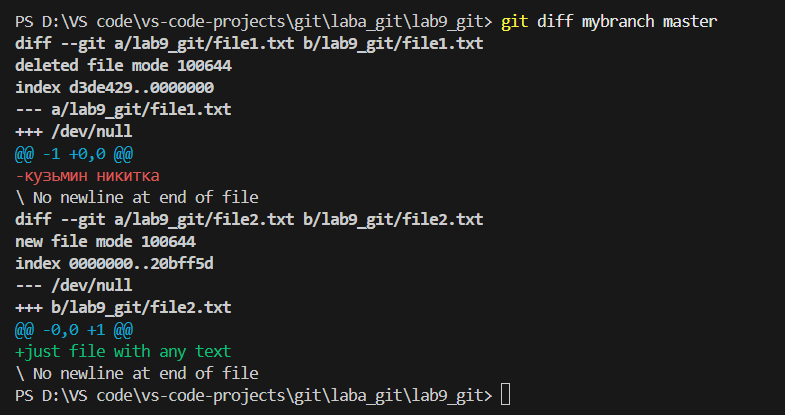 PS D:\VS code\vs-code-projects\git\laba_git\lab9_git> git diff mybranch master
diff --git a/lab9_git/file1.txt b/lab9_git/file1.txt
deleted file mode 100644
index d3de429..0000000
--- a/lab9_git/file1.txt
+++ /dev/null
@@ -1 +0,0 @@
-кузьмин никитка
\ No newline at end of file
diff --git a/lab9_git/file2.txt b/lab9_git/file2.txt
new file mode 100644
index 0000000..20bff5d
--- /dev/null
+++ b/lab9_git/file2.txt
@@ -0,0 +1 @@
+just file with any text
\ No newline at end of file
PS D:\VS code\vs-code-projects\git\laba_git\lab9_git>